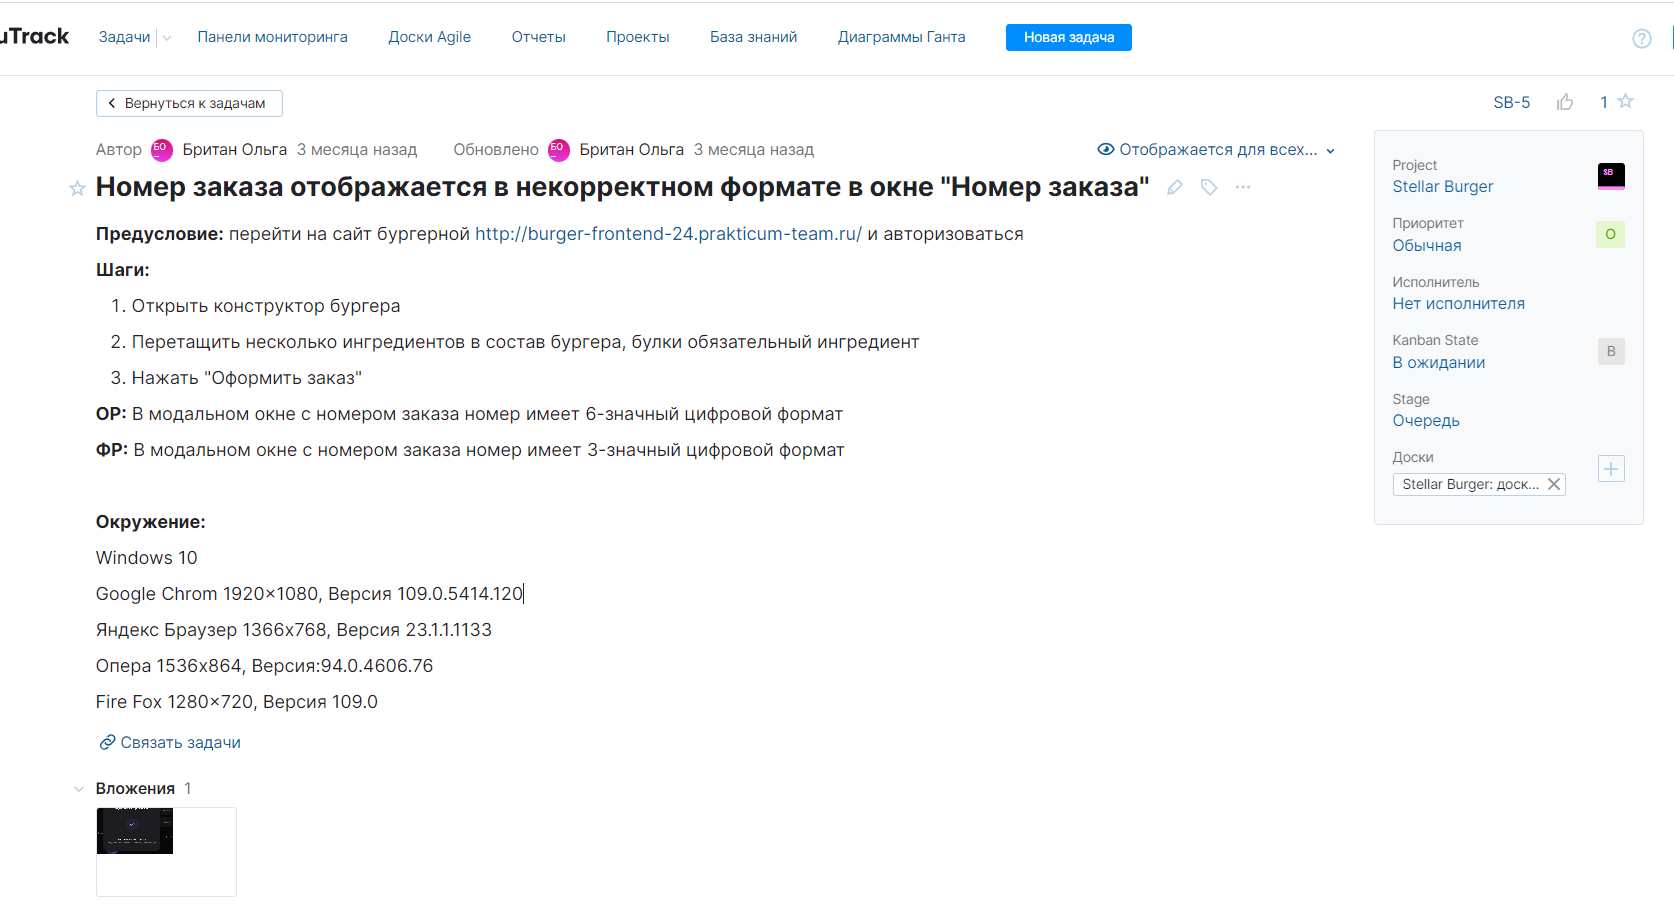 uTrack Задачи Панели мониторинга Доски Agile Отчеты Проекты База знаний Диаграммы Ганта Новая задача
Вернуться к задачам
SB-5 1
Автор БО Британ Ольга 3 месяца назад Обновлено БО Британ Ольга 3 месяца назад Отображается для всех...
Номер заказа отображается в некорректном формате в окне "Номер заказа"
Предусловие: перейти на сайт бургерной http://burger-frontend-24.prakticum-team.ru/ и авторизоваться
Шаги:
1. Открыть конструктор бургера
2. Перетащить несколько ингредиентов в состав бургера, булки обязательный ингредиент
3. Нажать "Оформить заказ"
ОР: В модальном окне с номером заказа номер имеет 6-значный цифровой формат
ФР: В модальном окне с номером заказа номер имеет 3-значный цифровой формат
Окружение:
Windows 10
Google Chrom 1920×1080, Версия 109.0.5414.120
Яндекс Браузер 1366x768, Версия 23.1.1.1133
Опера 1536x864, Версия:94.0.4606.76
Fire Fox 1280×720, Версия 109.0
Связать задачи
Вложения 1
Project
Stellar Burger SB
Приоритет
Обычная О
Исполнитель
Нет исполнителя
Kanban State
В ожидании В
Stage
Очередь
Доски
Stellar Burger: доск...